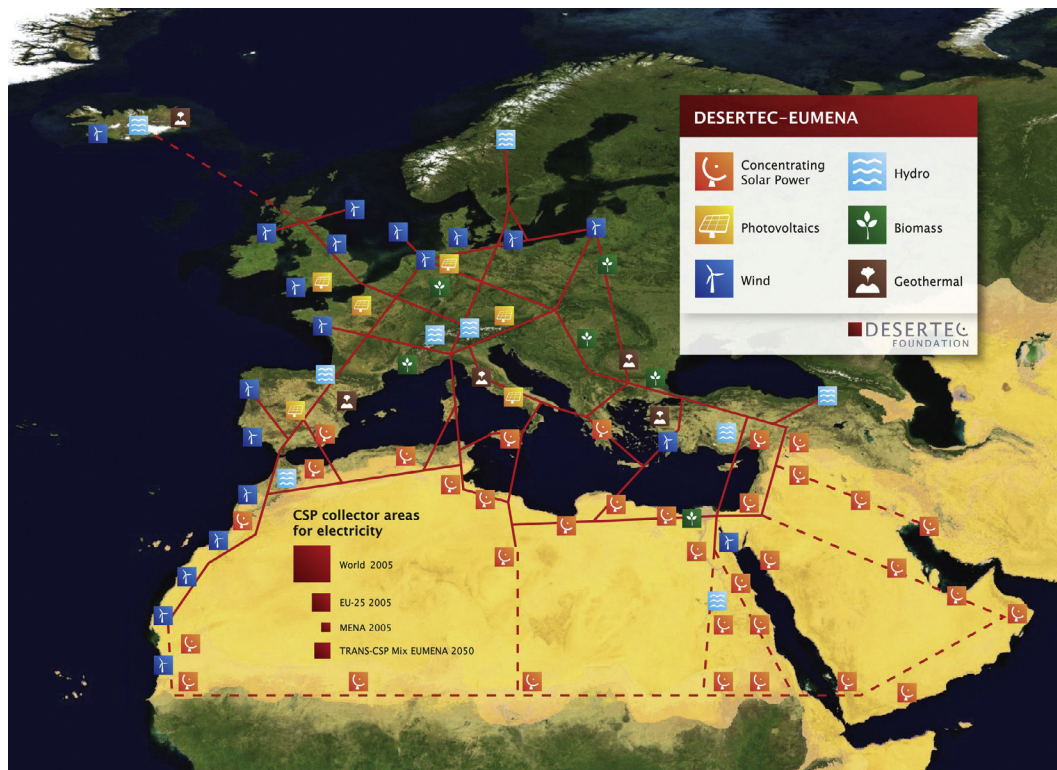 DESERTEC–EUMENA
Concentrating
Solar Power
Hydro
Photovoltaics
Biomass
Wind
Geothermal
DESERTEC
FOUNDATION
CSP collector areas
for electricity
World 2005
EU-25 2005
MENA 2005
TRANS-CSP Mix EUMENA 2050